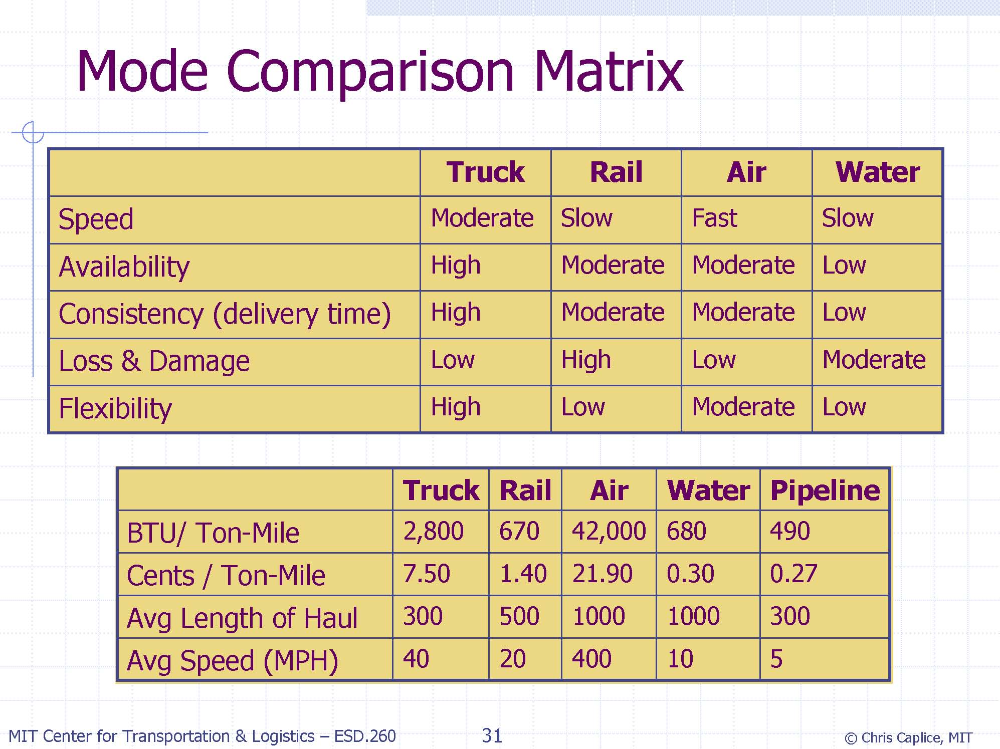 Mode Comparison Matrix
Truck Rail Air Water
Speed Moderate Slow Fast Slow
Availability High Moderate Moderate Low
Consistency (delivery time) High Moderate Moderate Low
Loss & Damage Low High Low Moderate
Flexibility High Low Moderate Low
Truck Rail Air Water Pipeline
BTU/ Ton-Mile 2,800 670 42,000 680 490
Cents / Ton-Mile 7.50 1.40 21.90 0.30 0.27
Avg Length of Haul 300 500 1000 1000 300
Avg Speed (MPH) 40 20 400 10 5
MIT Center for Transportation & Logistics – ESD.260 31 © Chris Caplice, MIT